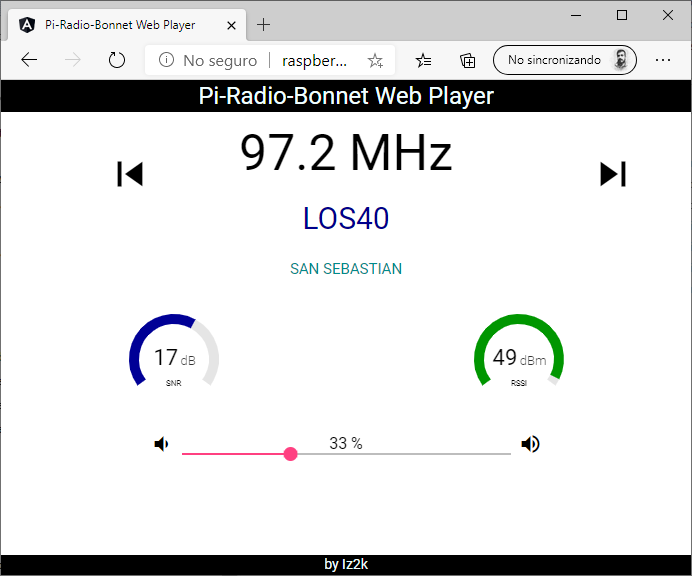 Pi-Radio-Bonnet Web Player
No seguro raspber... No sincronizando
Pi-Radio-Bonnet Web Player
97.2 MHz
LOS40
SAN SEBASTIAN
17 dB
SNR
49 dBm
RSSI
33 %
by Iz2k